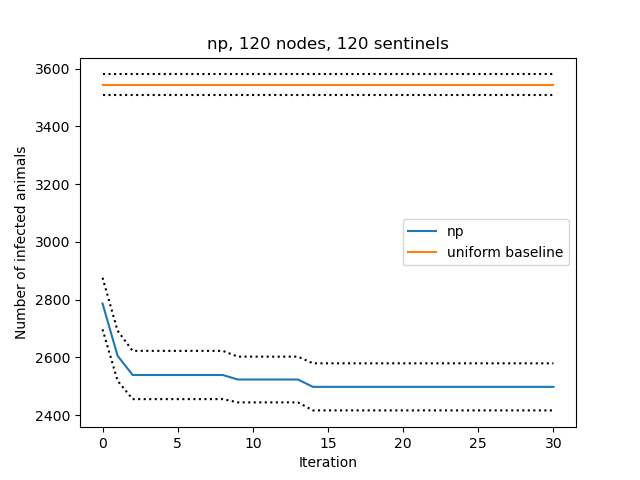 np, 120 nodes, 120 sentinels
Number of infected animals
3600
3400
3200
3000
2800
2600
2400
np
uniform baseline
0 5 10 15 20 25 30
Iteration